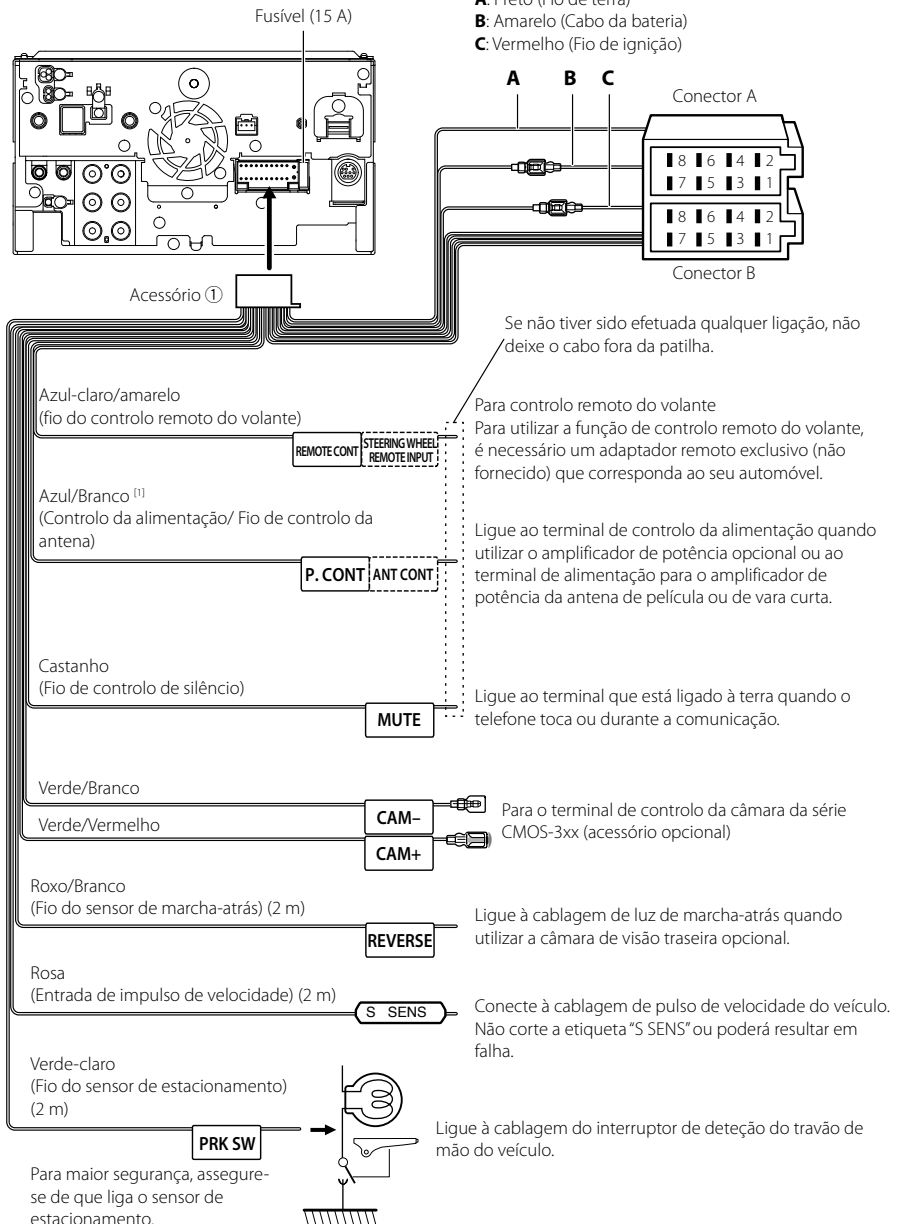 A: Preto (Fio de terra)
Fusível (15 A)
B: Amarelo (Cabo da bateria)
C: Vermelho (Fio de ignição)
A B C
Conector A
8 6 4 2
7 5 3 1
8 6 4 2
7 5 3 1
Conector B
Acessório ①
Se não tiver sido efetuada qualquer ligação, não
deixe o cabo fora da patilha.
Azul-claro/amarelo
(fio do controlo remoto do volante)
REMOTE CONT
STEERING WHEEL
REMOTE INPUT
Para controlo remoto do volante
Para utilizar a função de controlo remoto do volante,
é necessário um adaptador remoto exclusivo (não
fornecido) que corresponda ao seu automóvel.
Azul/Branco [1]
(Controlo da alimentação/ Fio de controlo da
antena)
P. CONT
ANT CONT
Ligue ao terminal de controlo da alimentação quando
utilizar o amplificador de potência opcional ou ao
terminal de alimentação para o amplificador de
potência da antena de película ou de vara curta.
Castanho
(Fio de controlo de silêncio)
MUTE
Ligue ao terminal que está ligado à terra quando o
telefone toca ou durante a comunicação.
Verde/Branco
CAM–
Verde/Vermelho
CAM+
Para o terminal de controlo da câmara da série
CMOS-3xx (acessório opcional)
Roxo/Branco
(Fio do sensor de marcha-atrás) (2 m)
REVERSE
Ligue à cablagem de luz de marcha-atrás quando
utilizar a câmara de visão traseira opcional.
Rosa
(Entrada de impulso de velocidade) (2 m)
S SENS
Conecte à cablagem de pulso de velocidade do veículo.
Não corte a etiqueta “S SENS” ou poderá resultar em
falha.
Verde-claro
(Fio do sensor de estacionamento)
(2 m)
PRK SW
Ligue à cablagem do interruptor de deteção do travão de
mão do veículo.
Para maior segurança, assegure-
se de que liga o sensor de
estacionamento.